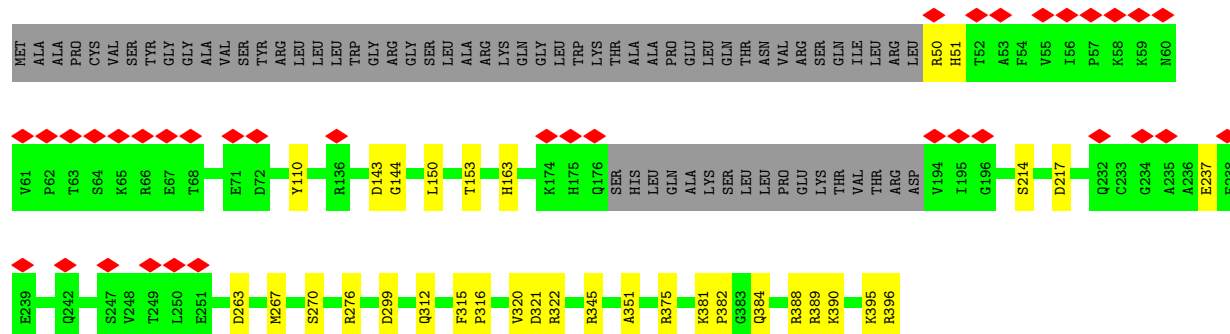 MET ALA ALA PRO CYS VAL SER TYR GLY GLY ALA VAL SER TYR ARG LEU LEU LEU TRP GLY ARG GLY SER LEU ALA ARG LYS GLN GLY LEU TRP LYS THR ALA ALA PRO GLU LEU GLN THR ASN VAL ARG SER GLN ILE LEU ARG LEU R50 H51 T52 A53 F54 V55 I56 P57 K58 K59 N60
V61 P62 T63 S64 K65 R66 E67 T68 E71 D72 Y110 R136 D143 G144 L150 T153 H163 K174 H175 Q176 SER HIS LEU GLN ALA LYS SER LEU LEU PRO GLU LYS THR VAL THR ARG ASP V194 I195 G196 S214 D217 Q232 C233 G234 A235 A236 E237
E239 Q242 S247 V248 T249 L250 E251 D263 M267 S270 R276 D299 Q312 F315 P316 V320 D321 R322 R345 A351 R375 K381 P382 G383 Q384 R388 R389 K390 K395 R396